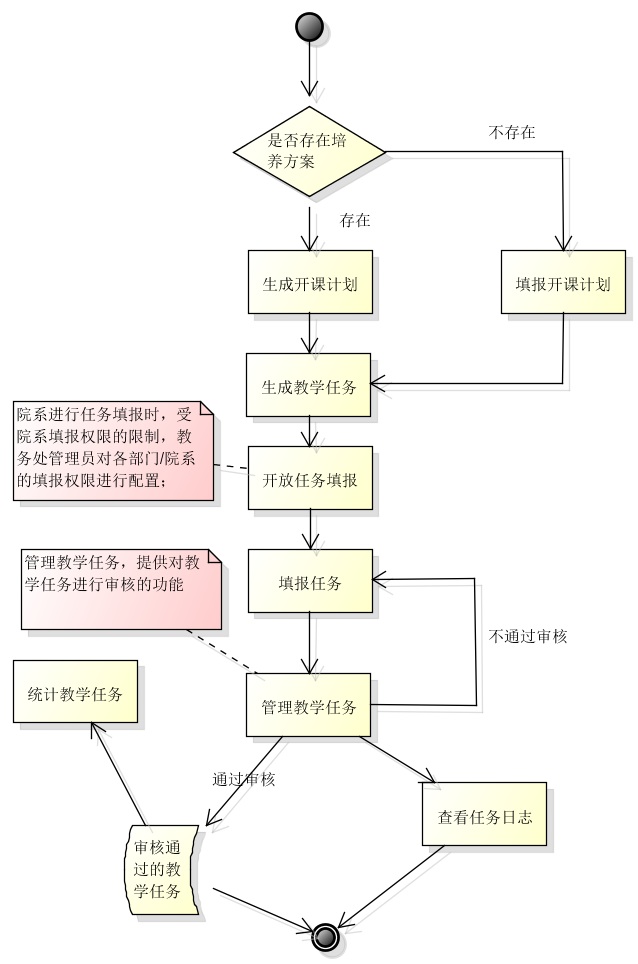 不存在
是否存在培
养方案
存在
生成开课计划
填报开课计划
生成教学任务
院系进行任务填报时，受
院系填报权限的限制，教
务处管理员对各部门/院系
的填报权限进行配置；
开放任务填报
管理教学任务，提供对教
学任务进行审核的功能
填报任务
不通过审核
统计教学任务
管理教学任务
通过审核
查看任务日志
审核通
过的教
学任务